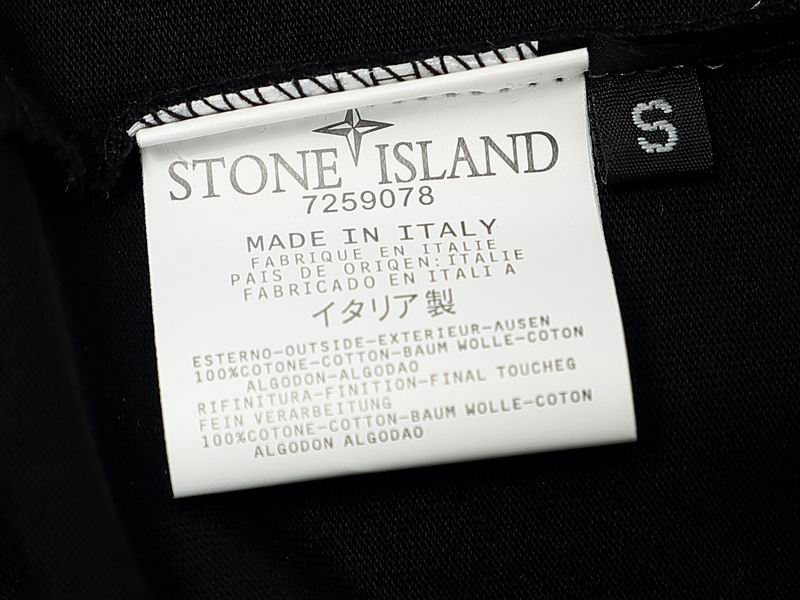 STONE ISLAND
7259078
MADE IN ITALY
FABRIQUE EN ITALIE
PAIS DE ORIQEN:ITALIE
FABRICADO EN ITALI A
イタリア製
ESTERNO-OUTSIDE-EXTERIEUR-AUSEN
100%COTONE-COTTON-BAUM WOLLE-COTON
ALGODON-ALGODAO
RIFINITURA-FINITION-FINAL TOUCHEG
FEIN VERARBEITUNG
100%COTONE-COTTON-BAUM WOLLE-COTON
ALGODON ALGODAO
S